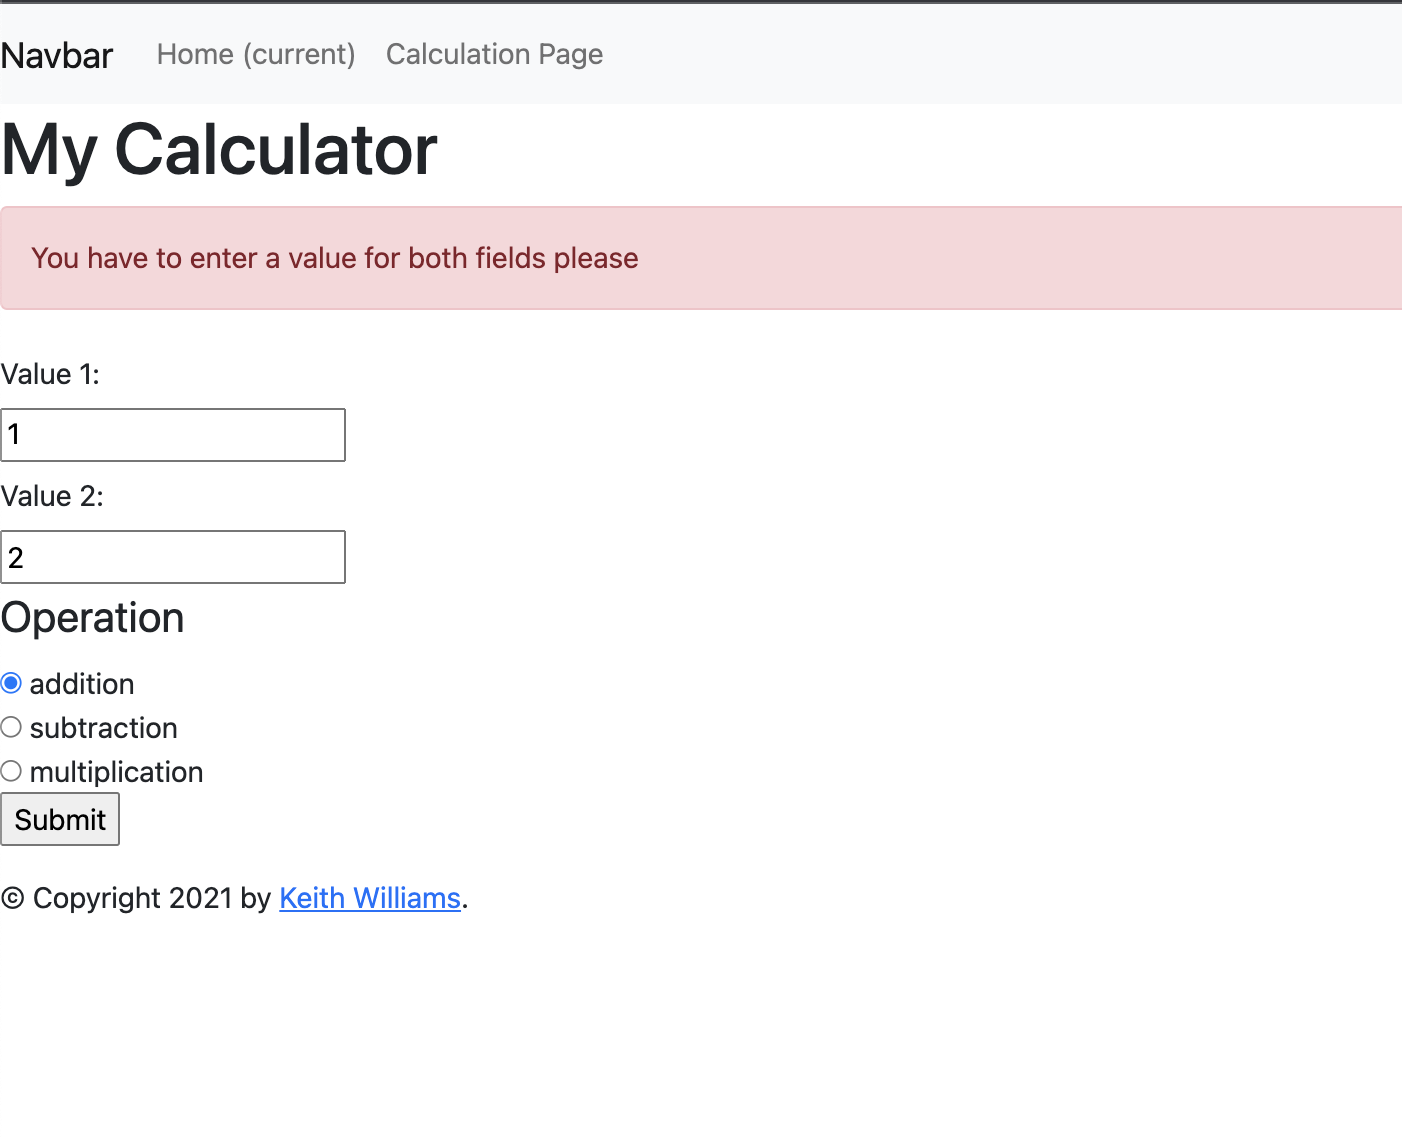 Navbar Home (current) Calculation Page
My Calculator
You have to enter a value for both fields please
Value 1:
1
Value 2:
2
Operation
addition
subtraction
multiplication
Submit
© Copyright 2021 by Keith Williams.